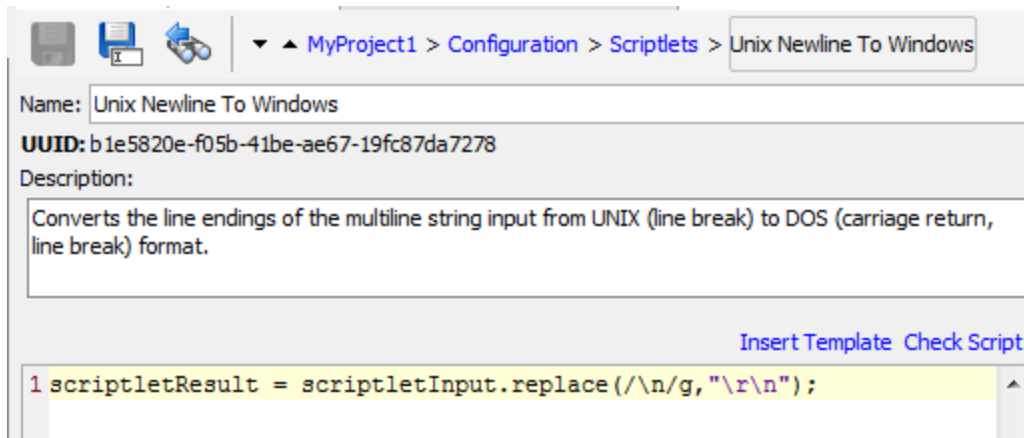 MyProject1 > Configuration > Scriptlets > Unix Newline To Windows
Name: Unix Newline To Windows
UUID: b1e5820e-f05b-41be-ae67-19fc87da7278
Description:
Converts the line endings of the multiline string input from UNIX (line break) to DOS (carriage return,
line break) format.
Insert Template Check Script
1 scriptletResult = scriptletInput.replace(/\n/g,"\r\n");